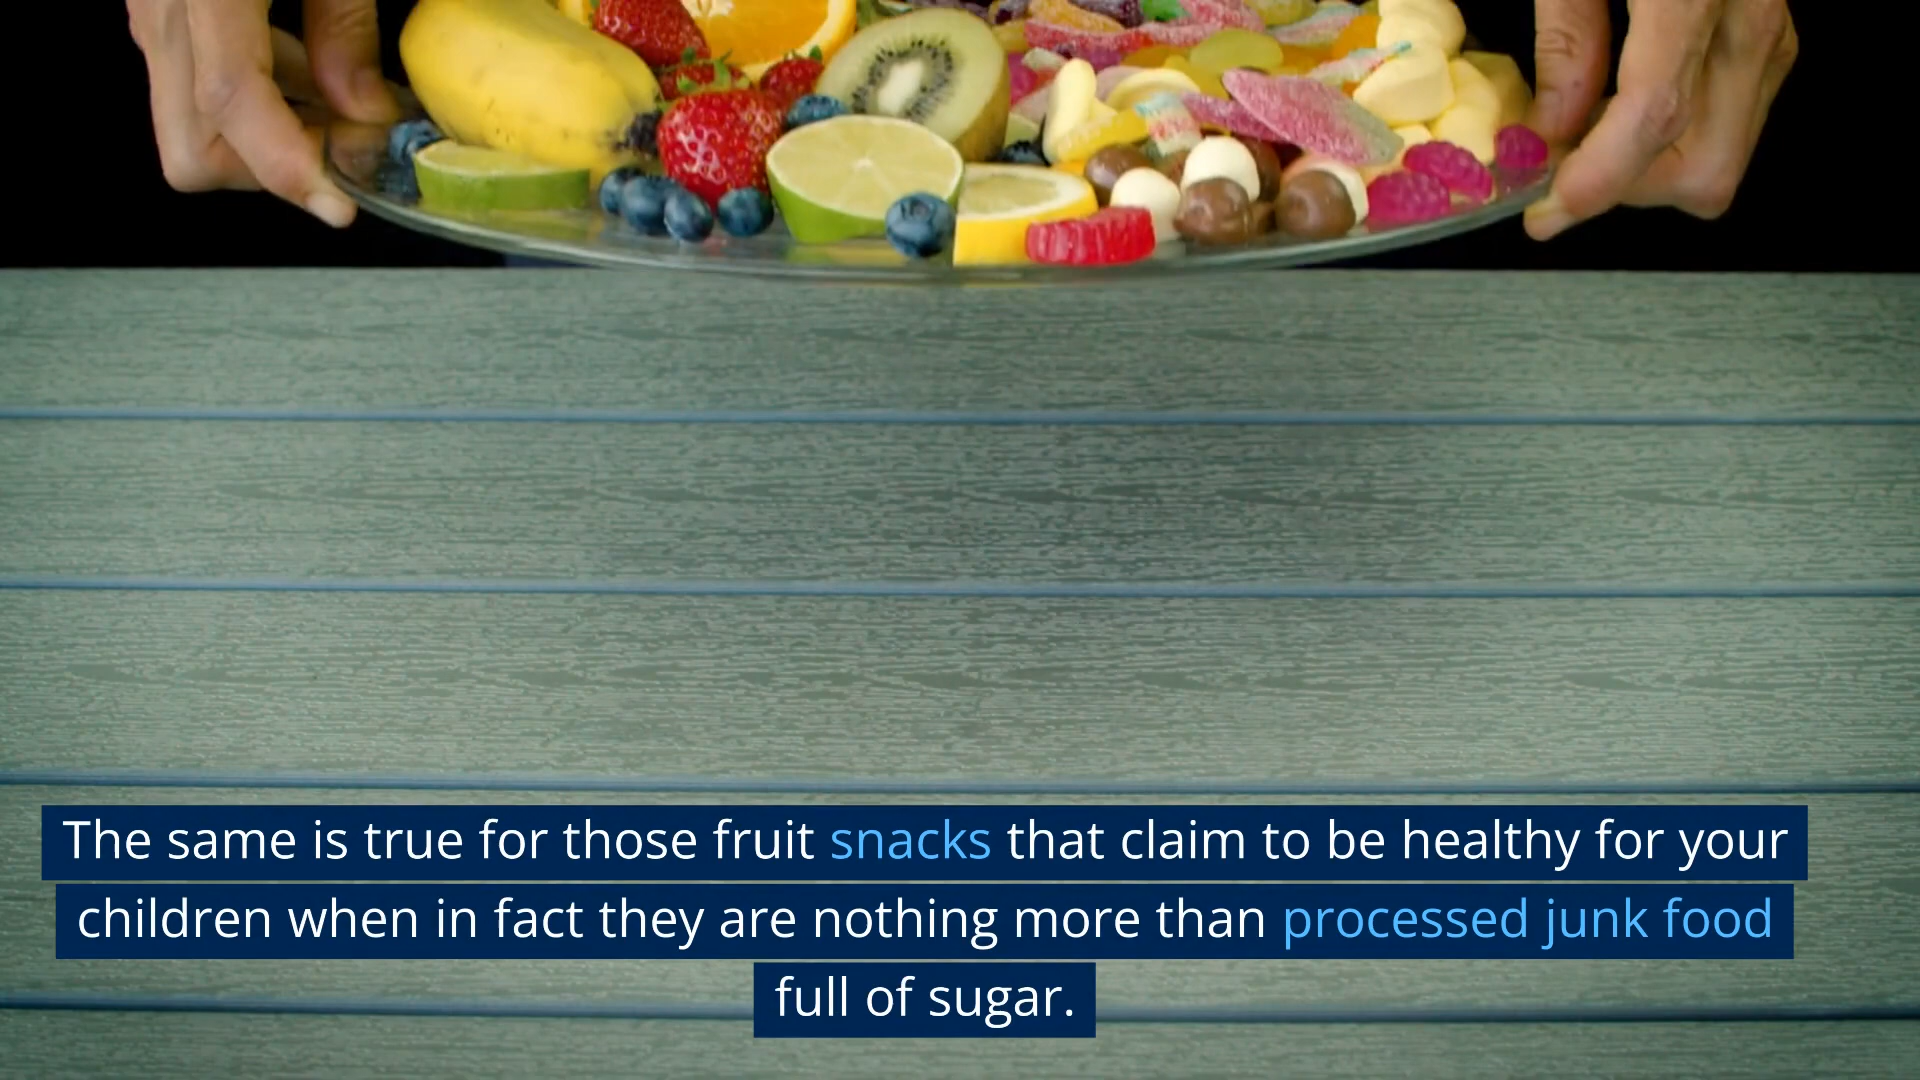 The same is true for those fruit snacks that claim to be healthy for your
children when in fact they are nothing more than processed junk food
full of sugar.